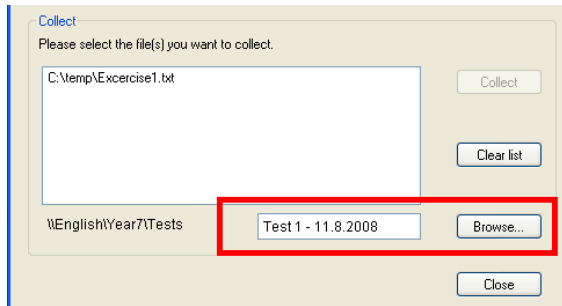 Collect
Please select the file(s) you want to collect.
C:\temp\Excercise1.txt
Collect
Clear list
\\English\Year7\Tests
Test 1 - 11.8.2008
Browse...
Close